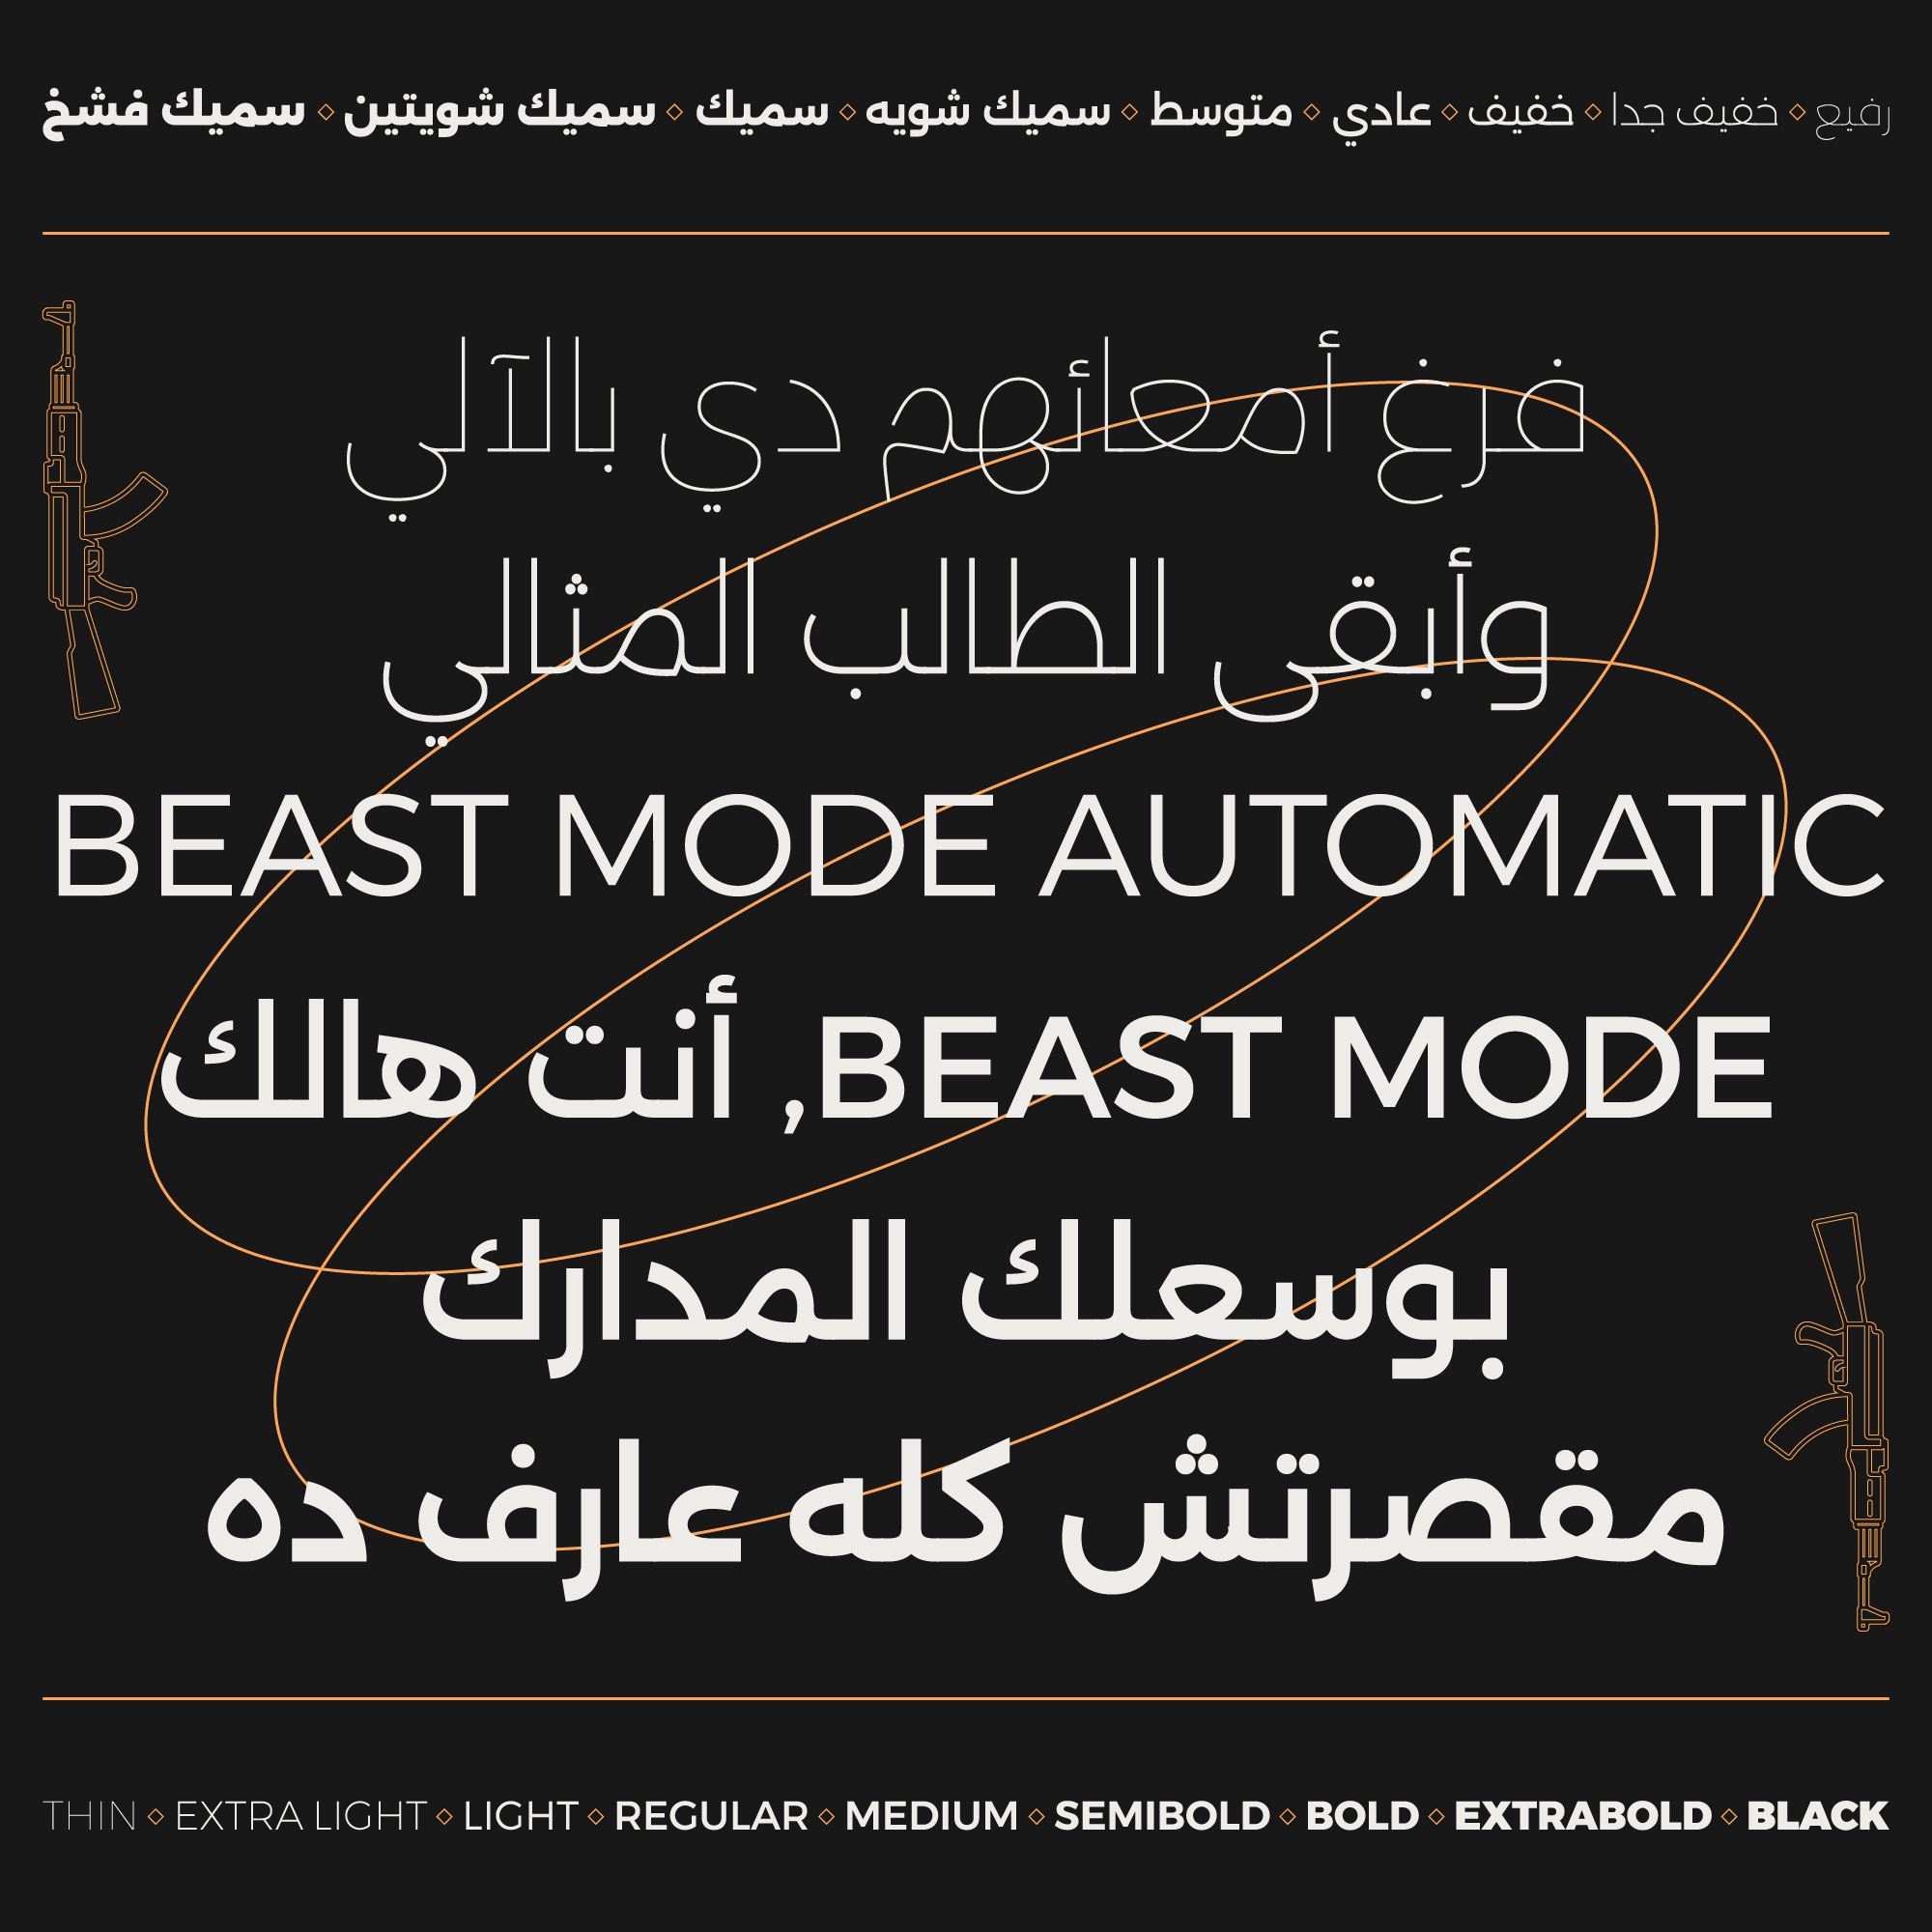 رفيع ◇ خفيف جدا ◇ خفيف ◇ عادي ◇ متوسط ◇ سميك شويه ◇ سميك ◇ سميك شويتين ◇ سميك فشخ
فرغ أمعائهم دي بالآلي
وأبقى الطالب المثالي
BEAST MODE AUTOMATIC
BEAST MODE, أنت هالك
بوسعلك المدارك
مقصرتش كله عارف ده
THIN ◇ EXTRA LIGHT ◇ LIGHT ◇ REGULAR ◇ MEDIUM ◇ SEMIBOLD ◇ BOLD ◇ EXTRABOLD ◇ BLACK